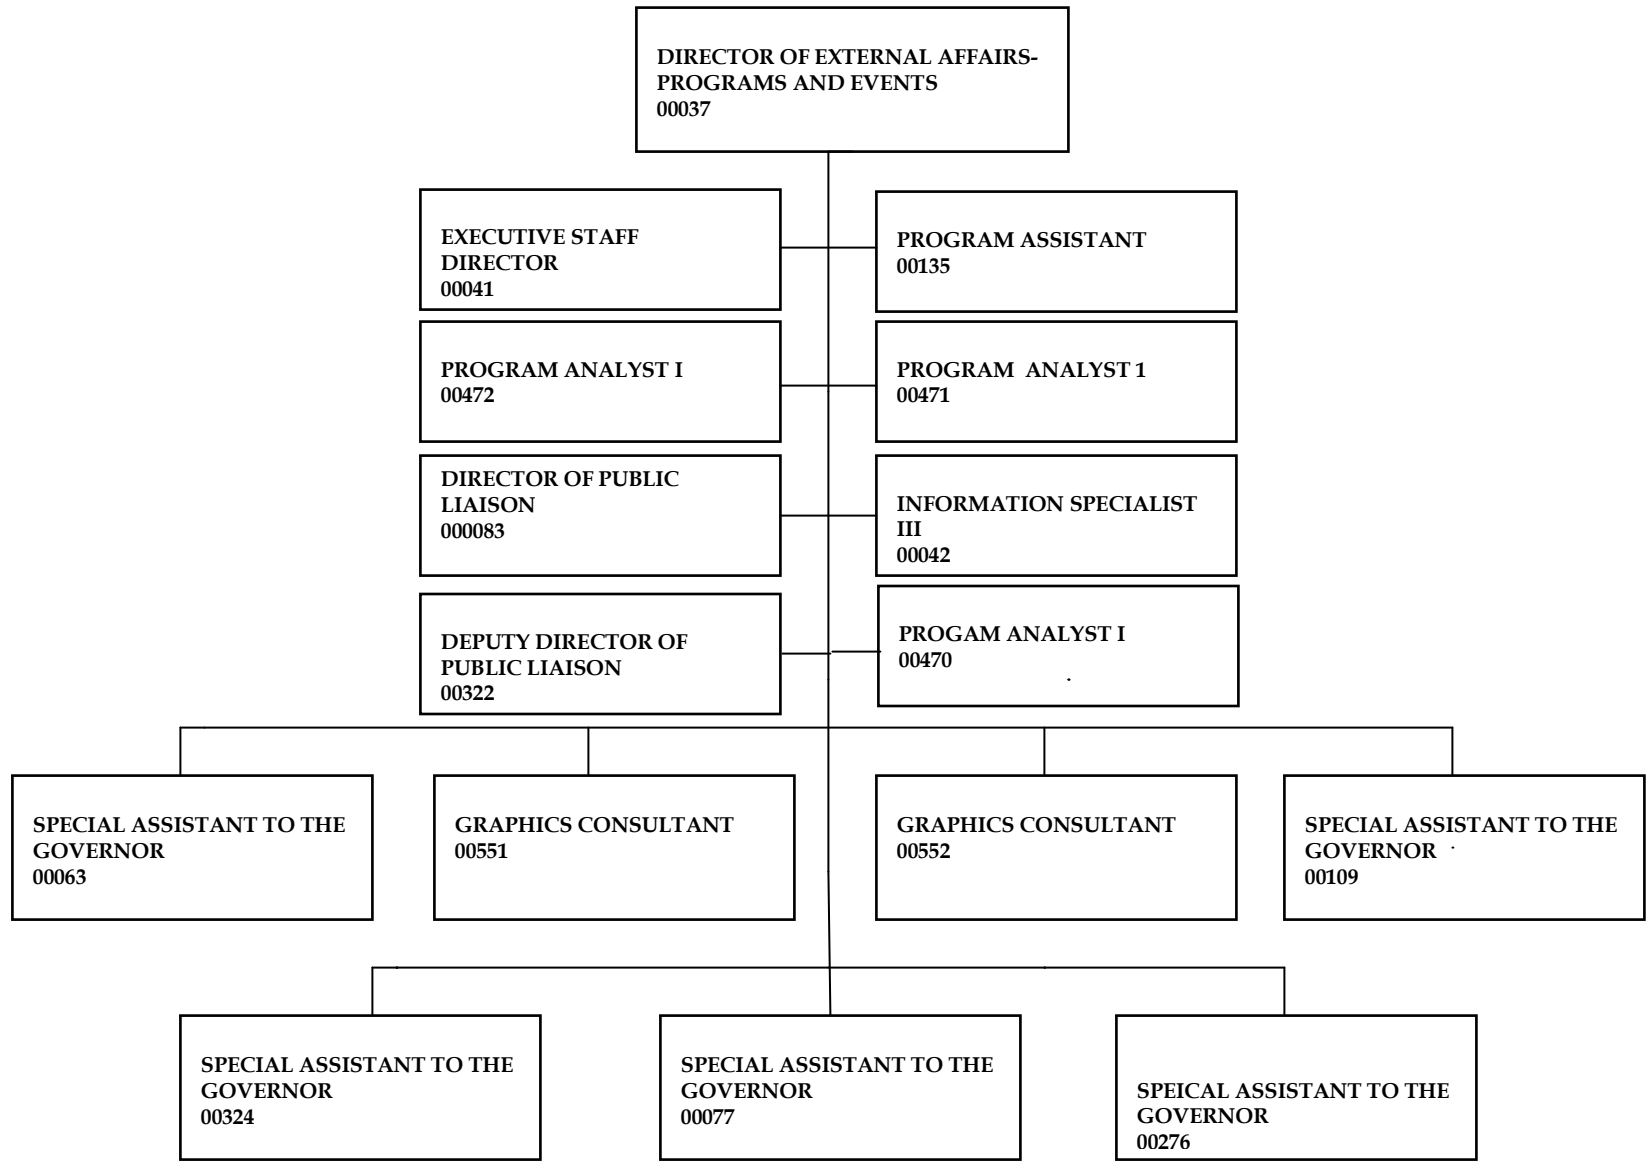 DIRECTOR OF EXTERNAL AFFAIRS-
PROGRAMS AND EVENTS
00037
EXECUTIVE STAFF
DIRECTOR
00041
PROGRAM ASSISTANT
00135
PROGRAM ANALYST I
00472
PROGRAM ANALYST 1
00471
DIRECTOR OF PUBLIC
LIAISON
000083
INFORMATION SPECIALIST
III
00042
DEPUTY DIRECTOR OF
PUBLIC LIAISON
00322
PROGAM ANALYST I
00470
SPECIAL ASSISTANT TO THE
GOVERNOR
00063
GRAPHICS CONSULTANT
00551
GRAPHICS CONSULTANT
00552
SPECIAL ASSISTANT TO THE
GOVERNOR
00109
SPECIAL ASSISTANT TO THE
GOVERNOR
00324
SPECIAL ASSISTANT TO THE
GOVERNOR
00077
SPEICAL ASSISTANT TO THE
GOVERNOR
00276